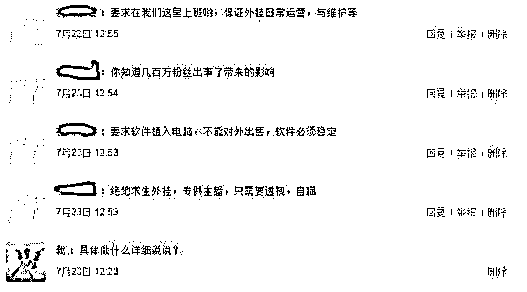 ：要求在我们这里上班哟，保证外挂日常运营，与维护等
7月23日 12:55
回复 | 举报 | 删除
：你知道几百万粉丝出事了带来的影响
7月23日 12:54
回复 | 举报 | 删除
：要求软件植入电脑，不能对外出售，软件必须稳定
7月23日 12:53
回复 | 举报 | 删除
：绝地求生外挂，专供主播，只需要透视，自瞄
7月23日 12:53
回复 | 举报 | 删除
我：具体做什么详细说说
7月23日 12:23
删除